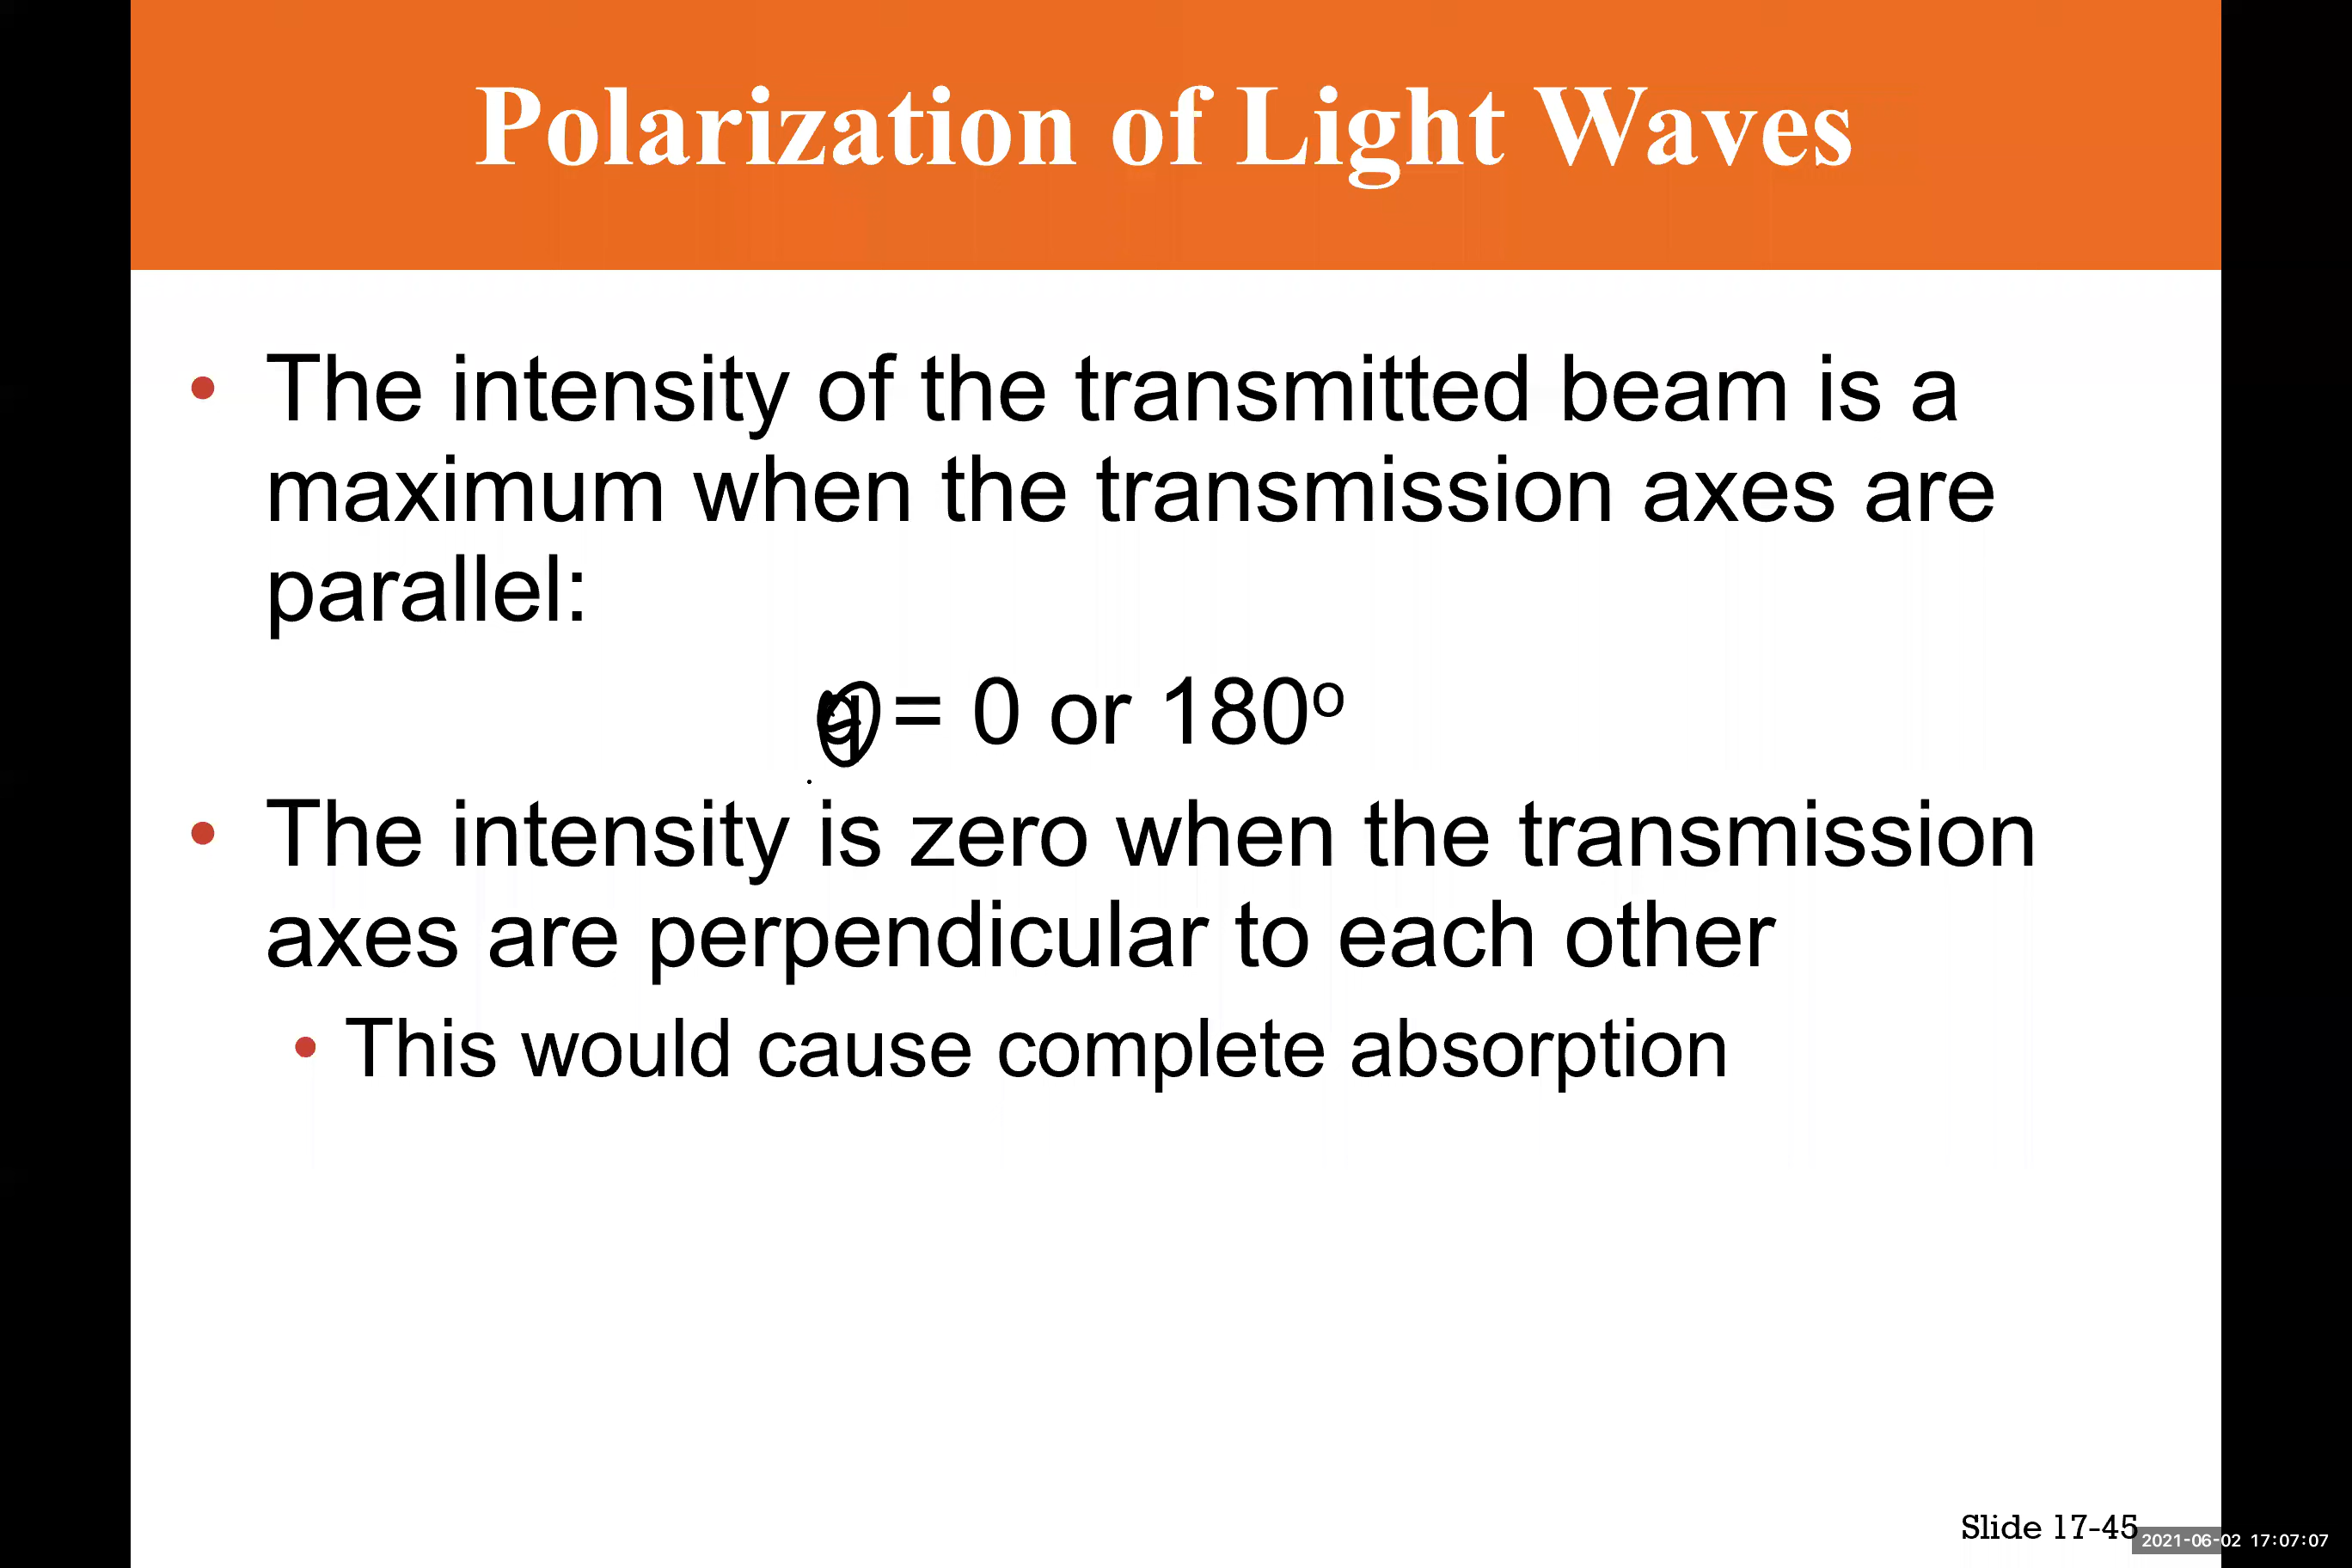 Polarization of Light Waves
• The intensity of the transmitted beam is a
maximum when the transmission axes are
parallel:
= 0 or 180º
• The intensity is zero when the transmission
axes are perpendicular to each other
• This would cause complete absorption
Slide 17-45
2021-06-02 17:07:07